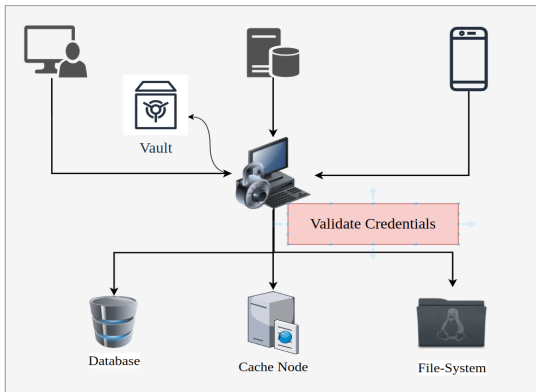 Vault
Validate Credentials
Database
Cache Node
File-System